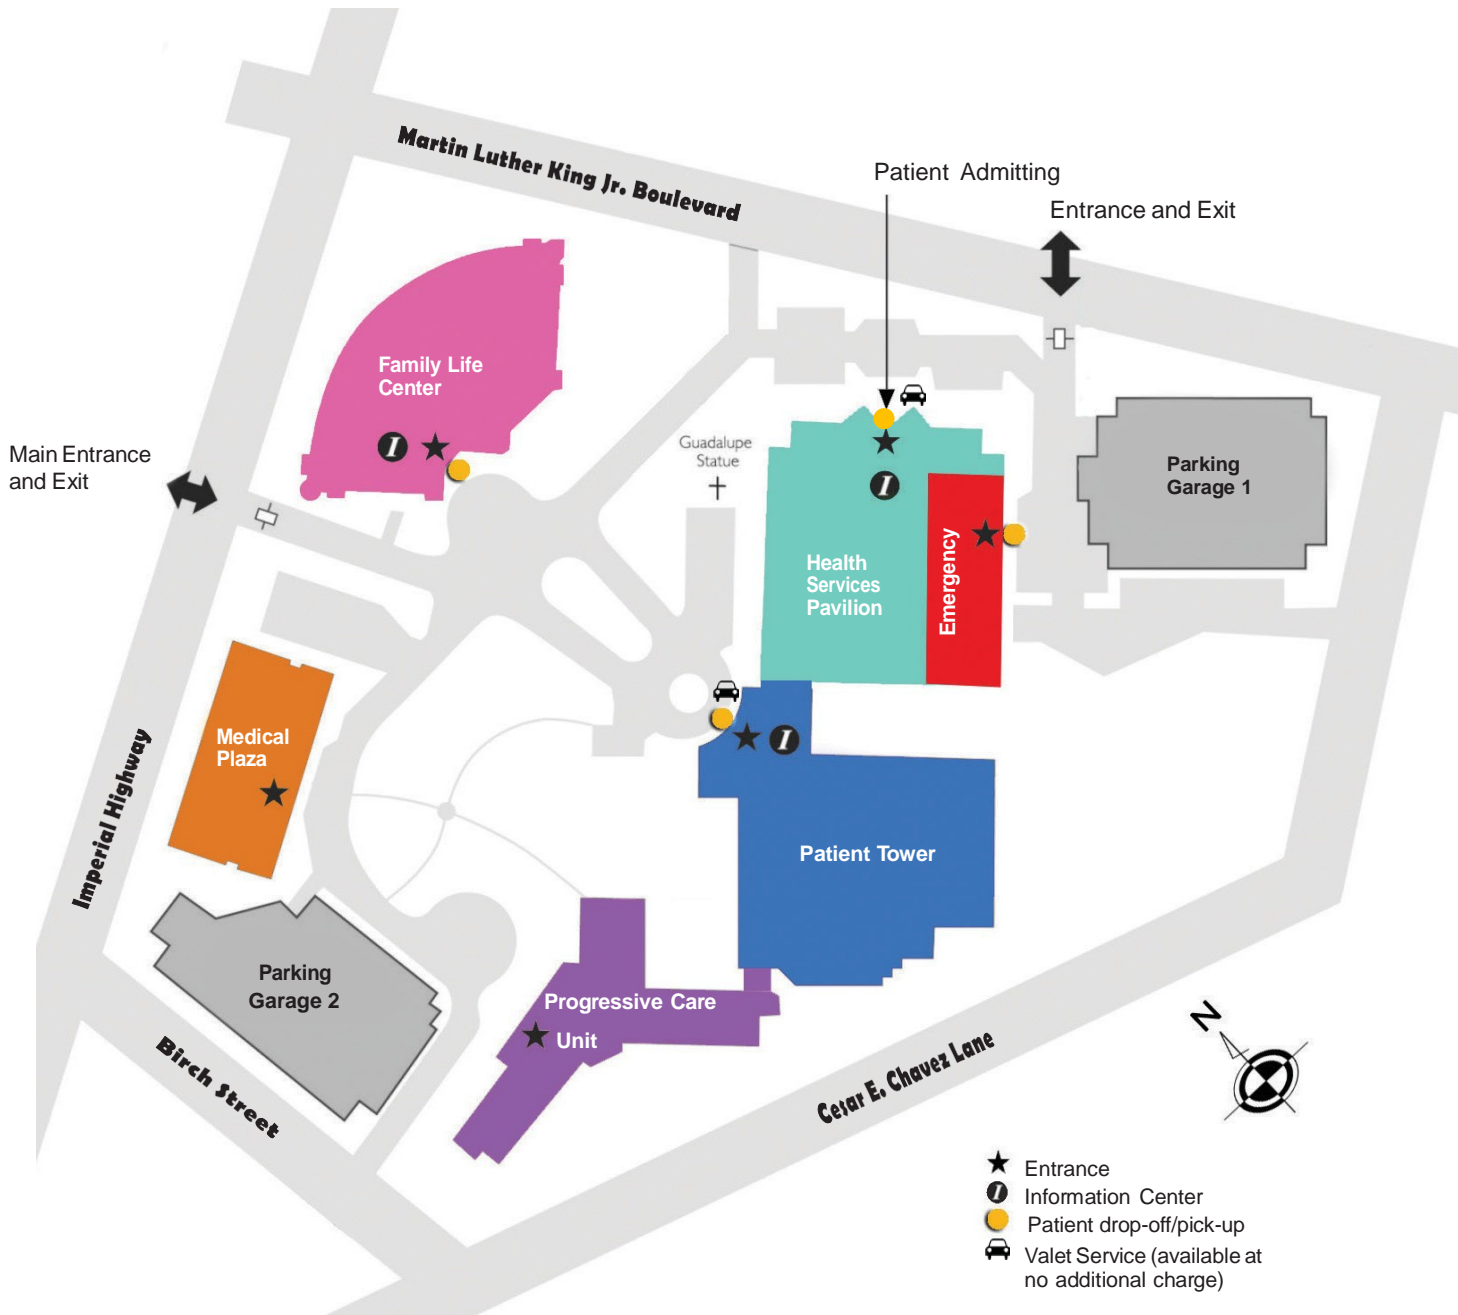 Martin Luther King Jr. Boulevard
Patient Admitting
Entrance and Exit
Family Life
Center
I
Main Entrance
and Exit
Guadalupe
Statue
I
Parking
Garage 1
Health
Services
Pavilion
Emergency
Medical
Plaza
I
Imperial Highway
Patient Tower
Parking
Garage 2
Progressive Care
Unit
Birch Street
Cesar E. Chavez Lane
N
Entrance
I Information Center
Patient drop-off/pick-up
Valet Service (available at
no additional charge)